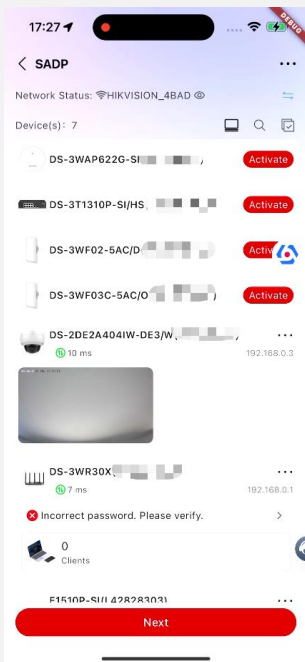 17:27
DEBUG
SADP
Network Status: HIKVISION_4BAD
Device(s): 7
DS-3WAP622G-SI
Activate
DS-3T1310P-SI/HS
Activate
DS-3WF02-5AC/D
Activ
DS-3WF03C-5AC/O
Activate
DS-2DE2A404IW-DE3/W(
10 ms
192.168.0.3
DS-3WR30X
7 ms
192.168.0.1
Incorrect password. Please verify.
0
Clients
F1510P-SI(L42828303)
Next